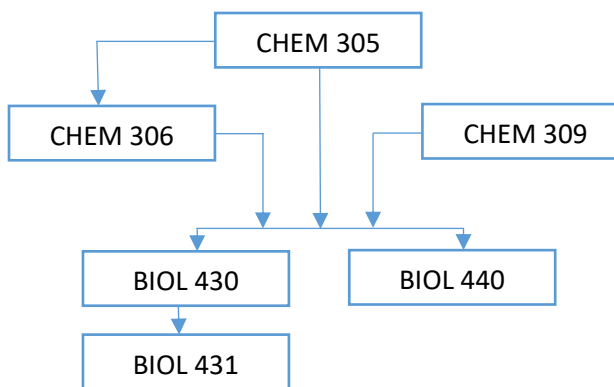 CHEM 305
CHEM 306
CHEM 309
BIOL 430
BIOL 440
BIOL 431